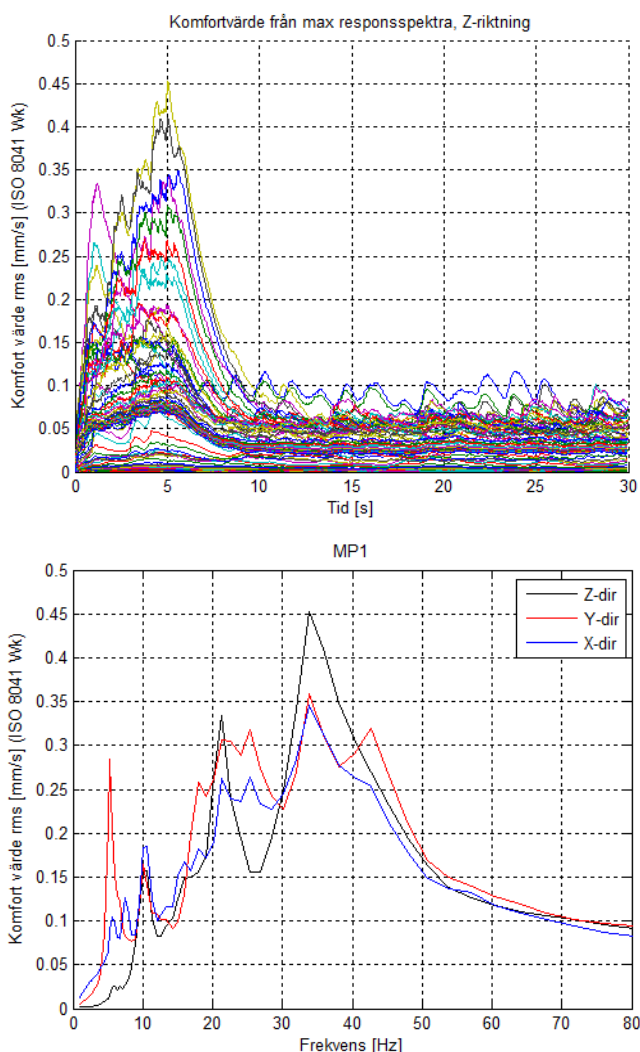 Komfortvärde från max responsspektra, Z-riktning
0.5
0.45
0.4
0.35
0.3
0.25
0.2
0.15
0.1
0.05
0
Komfort värde rms [mm/s] (ISO 8041 Wk)
0 5 10 15 20 25 30
Tid [s]
MP1
0.5
0.45
0.4
0.35
0.3
0.25
0.2
0.15
0.1
0.05
0
Komfort värde rms [mm/s] (ISO 8041 Wk)
Z-dir
Y-dir
X-dir
0 10 20 30 40 50 60 70 80
Frekvens [Hz]